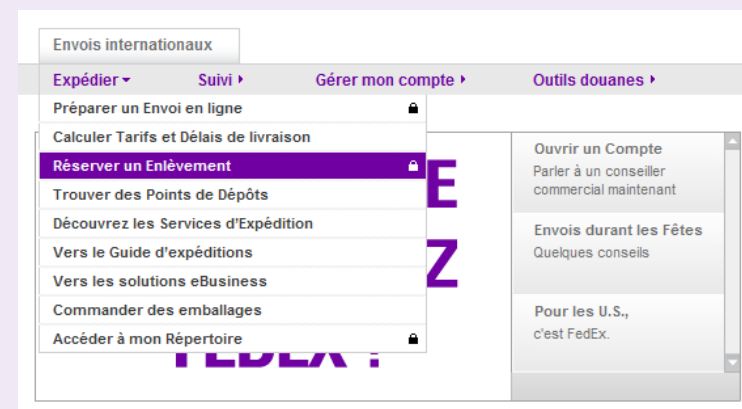 Envois internationaux
Expédier Suivi Gérer mon compte Outils douanes
Préparer un Envoi en ligne
Calculer Tarifs et Délais de livraison
Réserver un Enlèvement
Trouver des Points de Dépôts
Découvrez les Services d'Expédition
Vers le Guide d'expéditions
Vers les solutions eBusiness
Commander des emballages
Accéder à mon Répertoire
E
Z
FEDEX ?
Ouvrir un Compte
Parler à un conseiller
commercial maintenant
Envois durant les Fêtes
Quelques conseils
Pour les U.S.,
c'est FedEx.